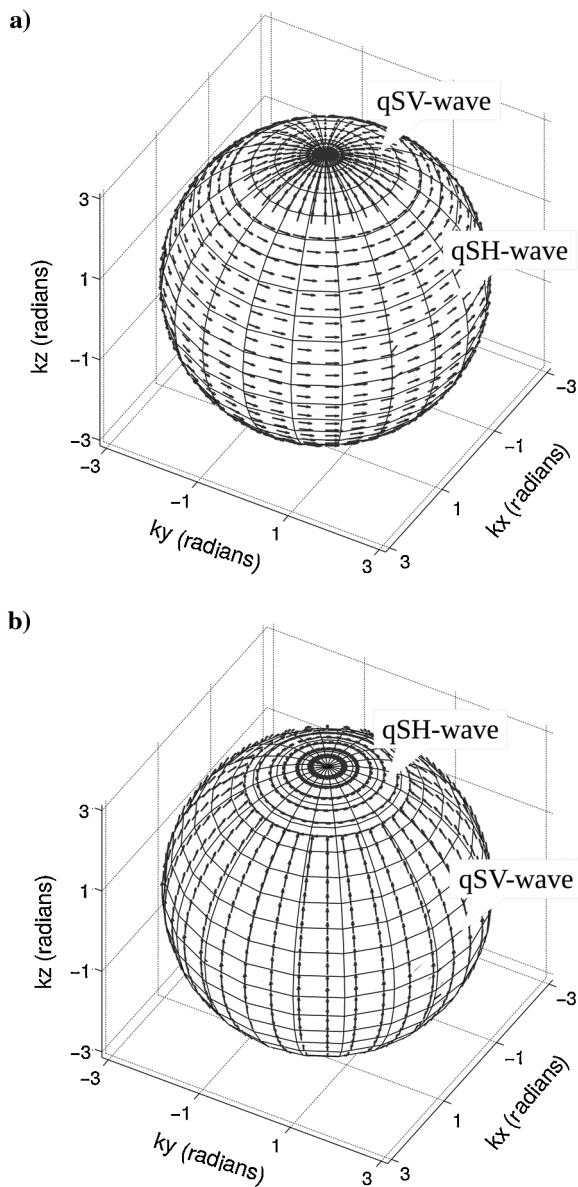 a)
qSV-wave
qSH-wave
3
1
−1
−3
kz (radians)
−3
−1
1
3
ky (radians)
3
1
−1
−3
kx (radians)
b)
qSH-wave
qSV-wave
3
1
−1
−3
kz (radians)
−3
−1
1
3
ky (radians)
3
1
−1
−3
kx (radians)